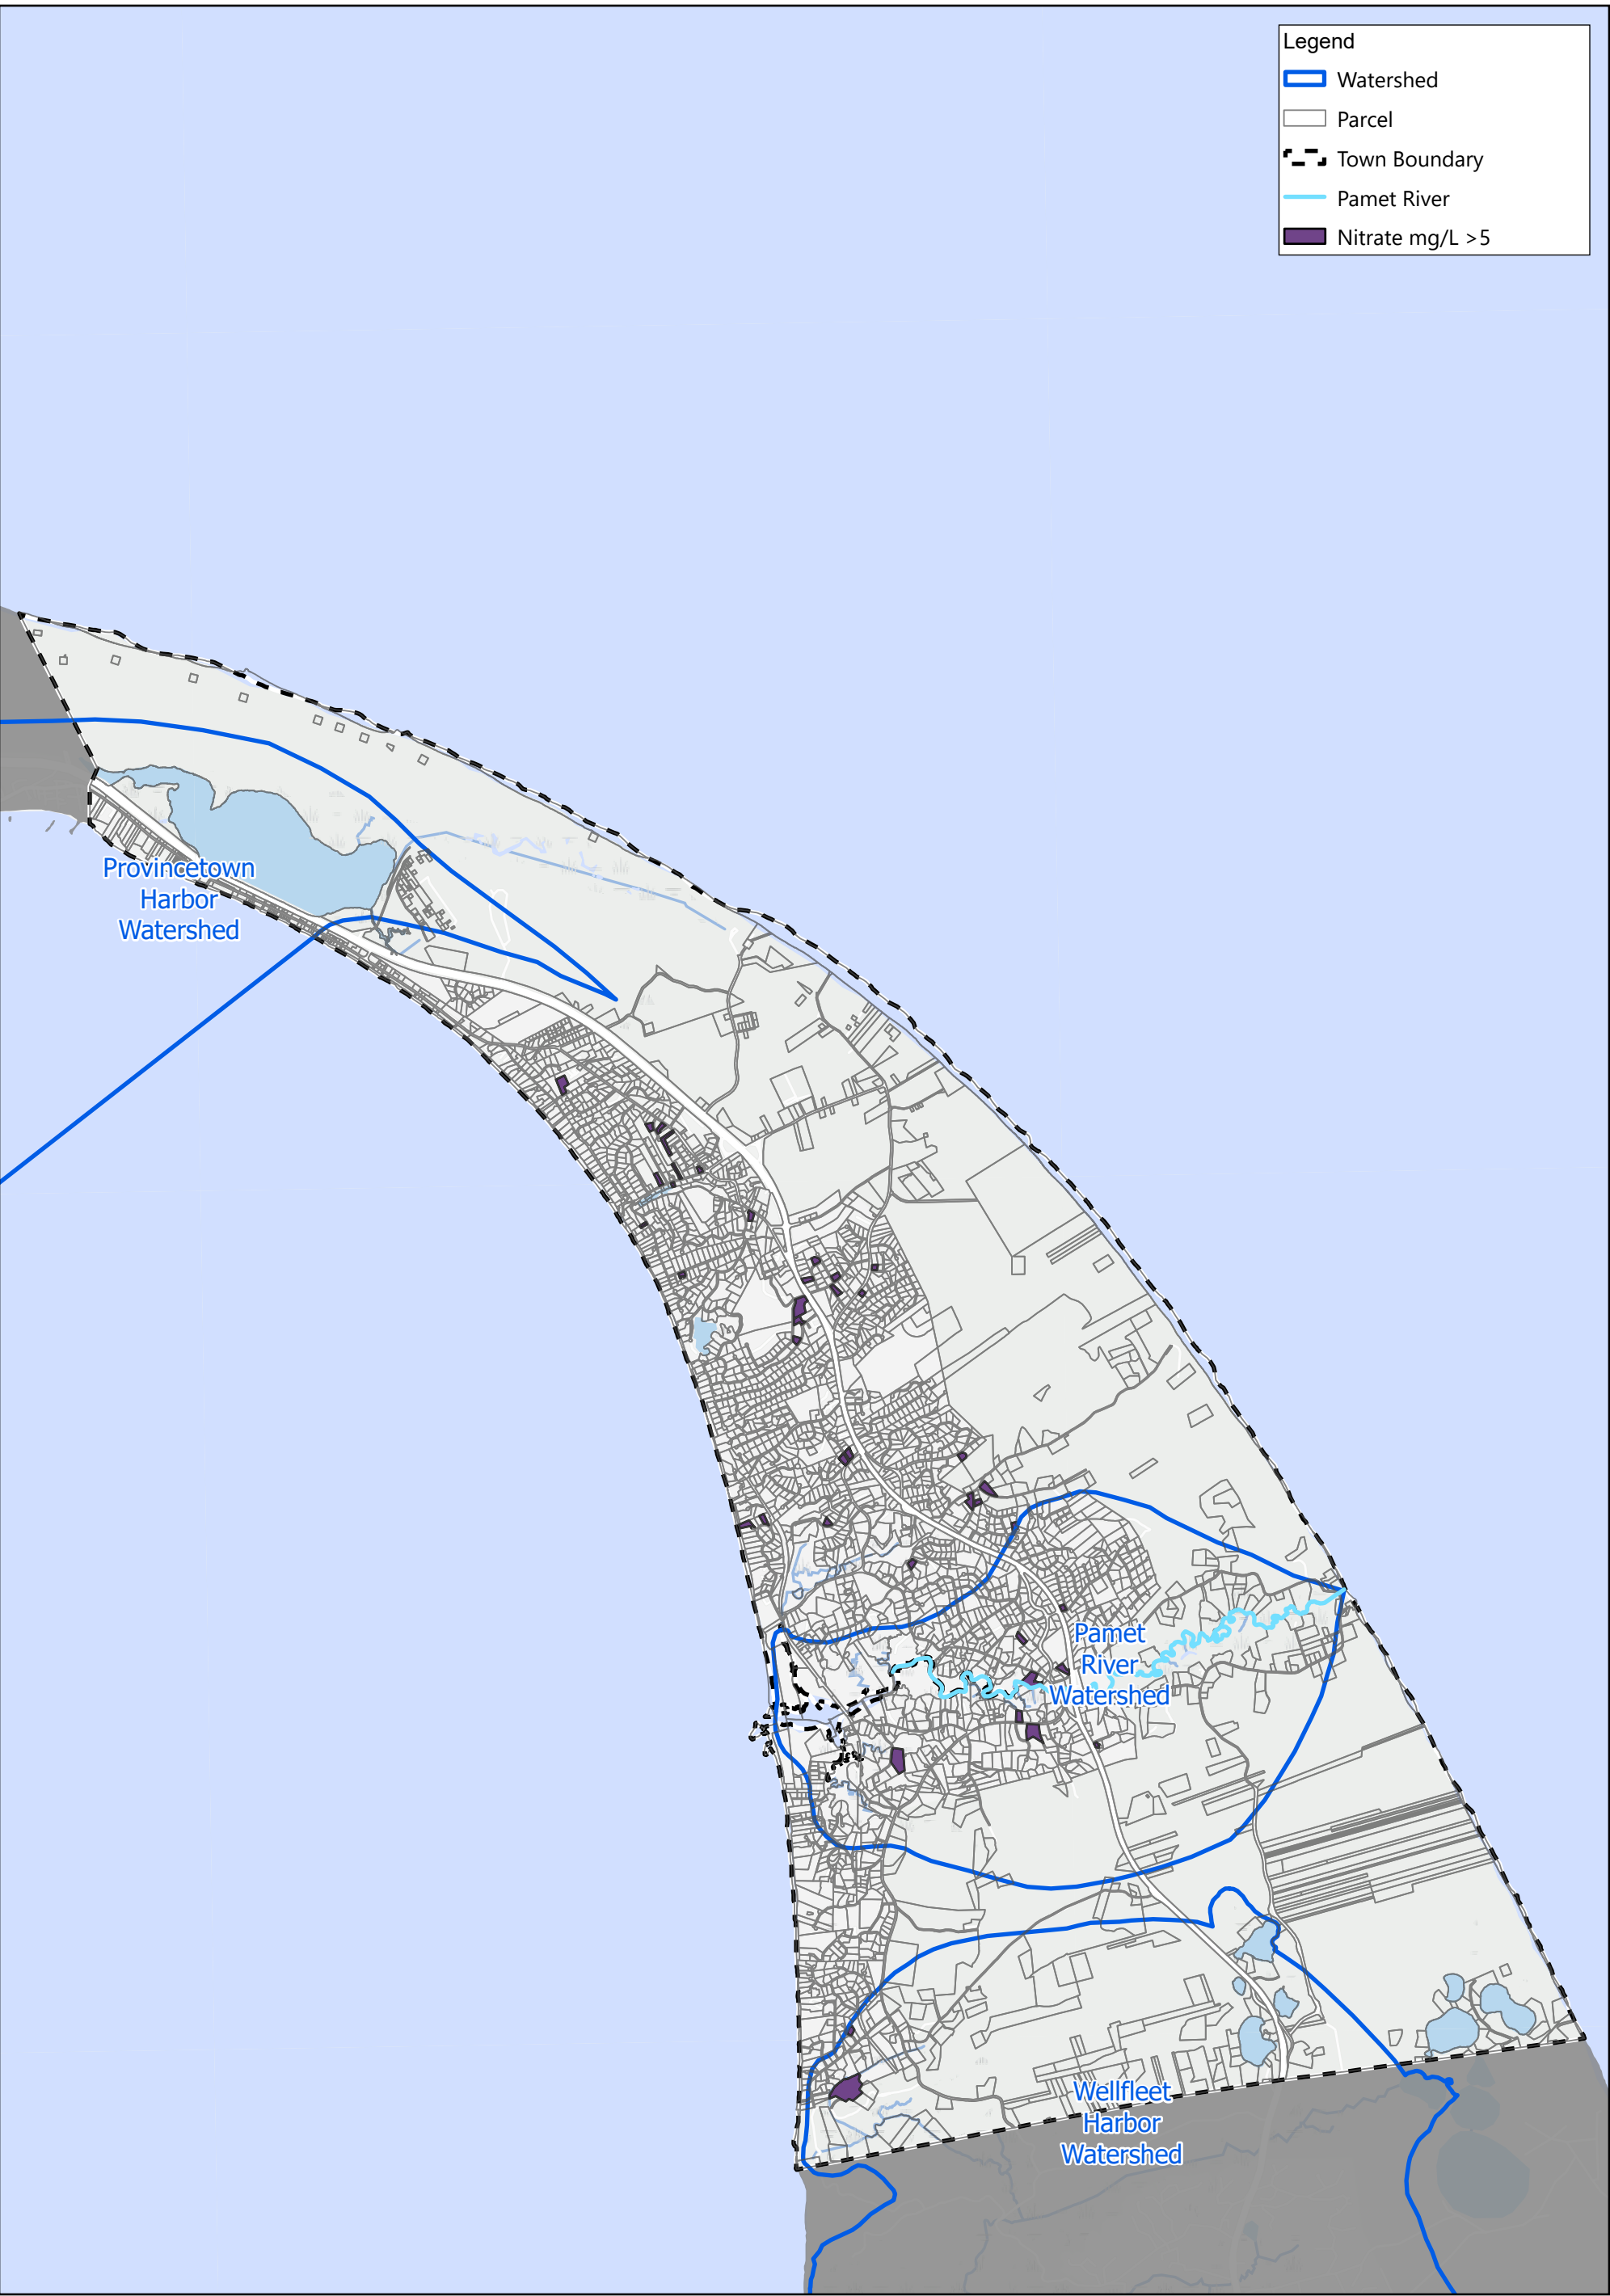 Legend
Watershed
Parcel
Town Boundary
Pamet River
Nitrate mg/L >5
Provincetown
Harbor
Watershed
Pamet
River
Watershed
Wellfleet
Harbor
Watershed